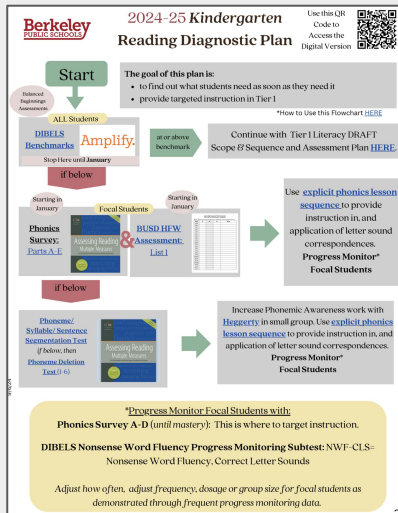 Berkeley
PUBLIC SCHOOLS
2024-25 Kindergarten
Reading Diagnostic Plan
Use this QR
Code to
Access the
Digital Version
Start
The goal of this plan is:
• to find out what students need as soon as they need it
• provide targeted instruction in Tier 1
*How to Use this Flowchart HERE
Balanced
Beginnings
Assessments
ALL Students
DIBELS
Benchmarks
Amplify.
Stop Here until January
at or above
benchmark
Continue with Tier 1 Literacy DRAFT
Scope & Sequence and Assessment Plan HERE.
if below
Starting in
January
Focal Students
Starting in
January
Phonics
Survey:
Parts A-E
Assessing Reading
Multiple Measures
&
BUSD HFW
Assessment:
List 1
Use explicit phonics lesson
sequence to provide
instruction in, and
application of letter sound
correspondences.
Progress Monitor*
Focal Students
if below
Phoneme/
Syllable/ Sentence
Segmentation Test
if below, then
Phoneme Deletion
Test (1-6)
Assessing Reading
Multiple Measures
Increase Phonemic Awareness work with
Heggerty in small group. Use explicit phonics
lesson sequence to provide instruction in, and
application of letter sound correspondences.
Progress Monitor*
Focal Students
*Progress Monitor Focal Students with:
Phonics Survey A-D (until mastery): This is where to target instruction.
DIBELS Nonsense Word Fluency Progress Monitoring Subtest: NWF-CLS=
Nonsense Word Fluency, Correct Letter Sounds
Adjust how often, adjust frequency, dosage or group size for focal students as
demonstrated through frequent progress monitoring data.